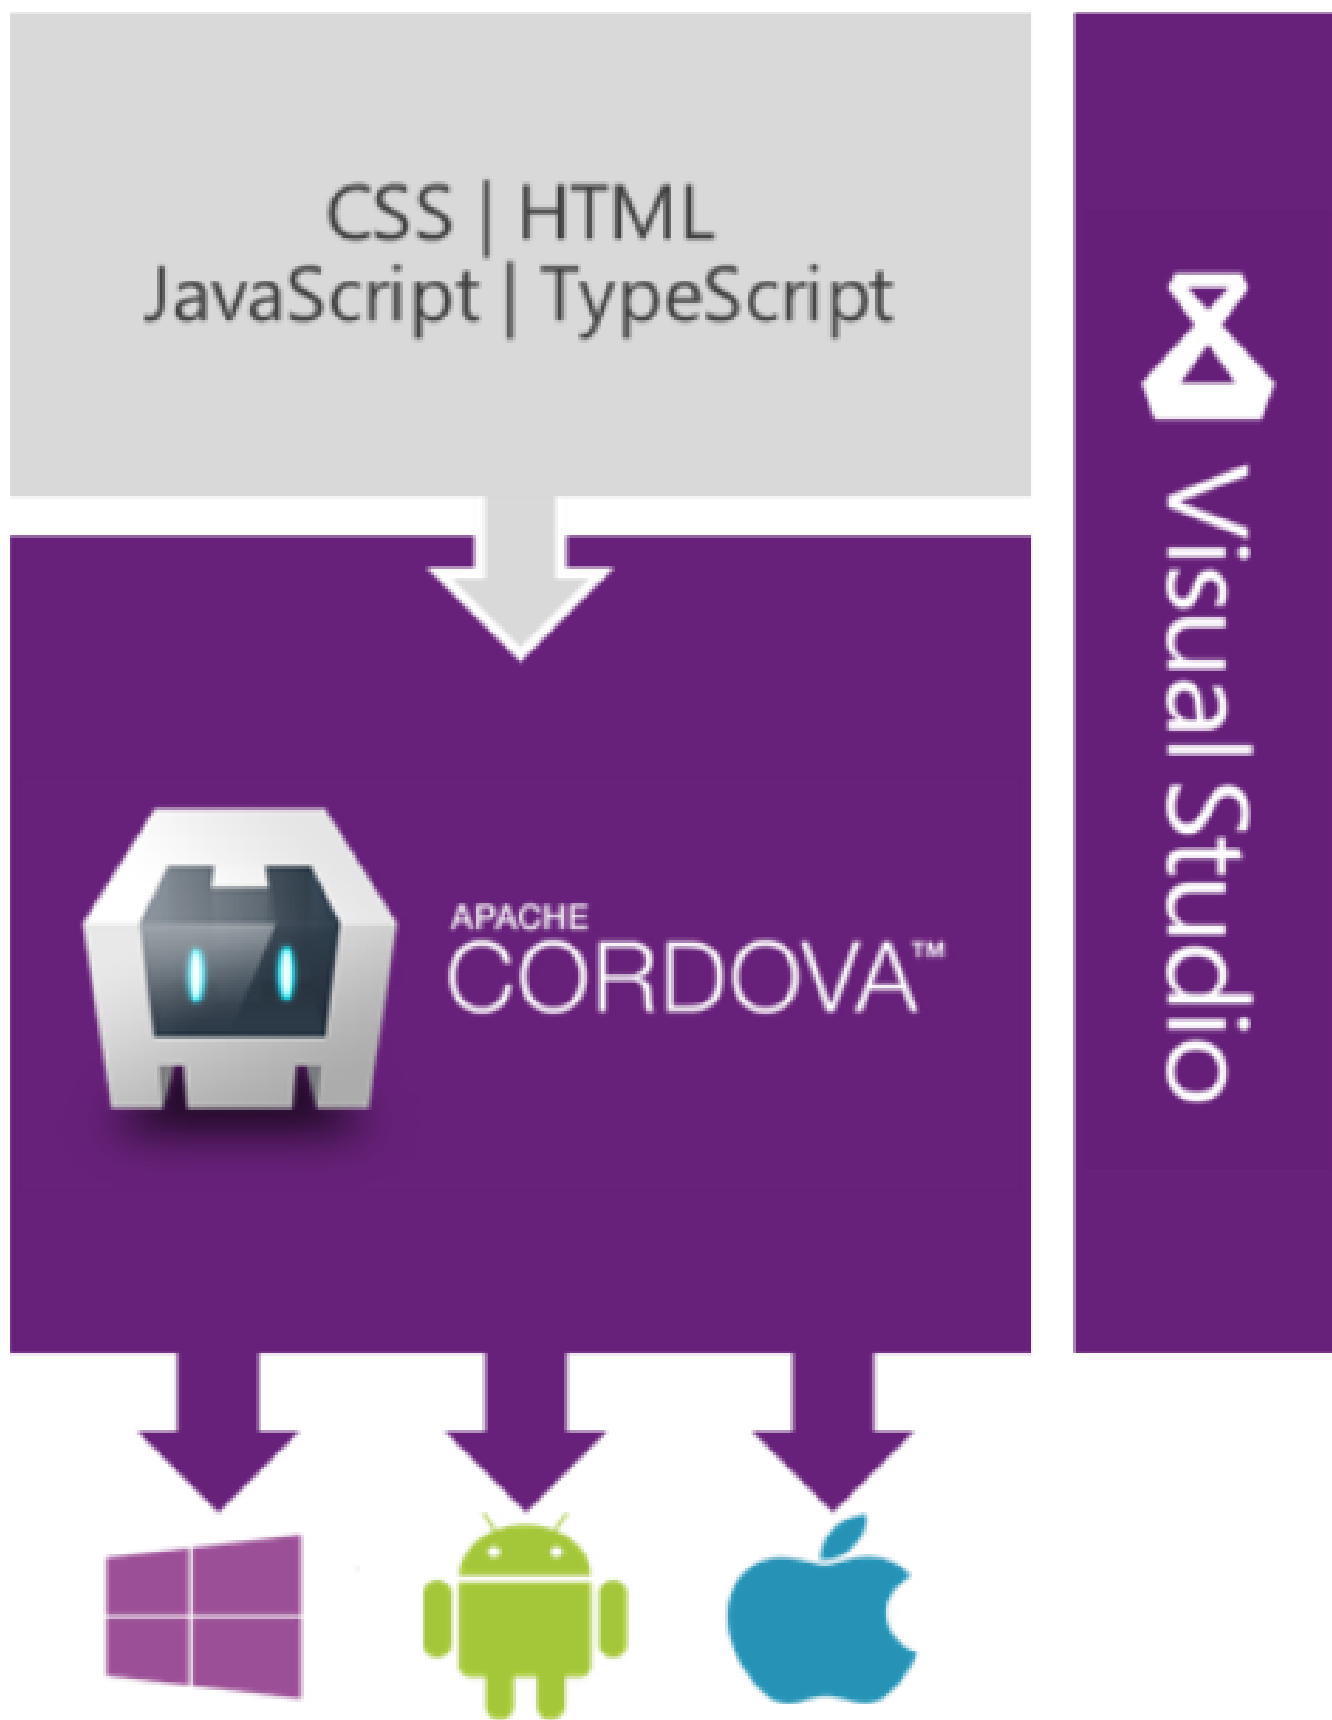 CSS | HTML
JavaScript | TypeScript
APACHE
CORDOVA™
Visual Studio